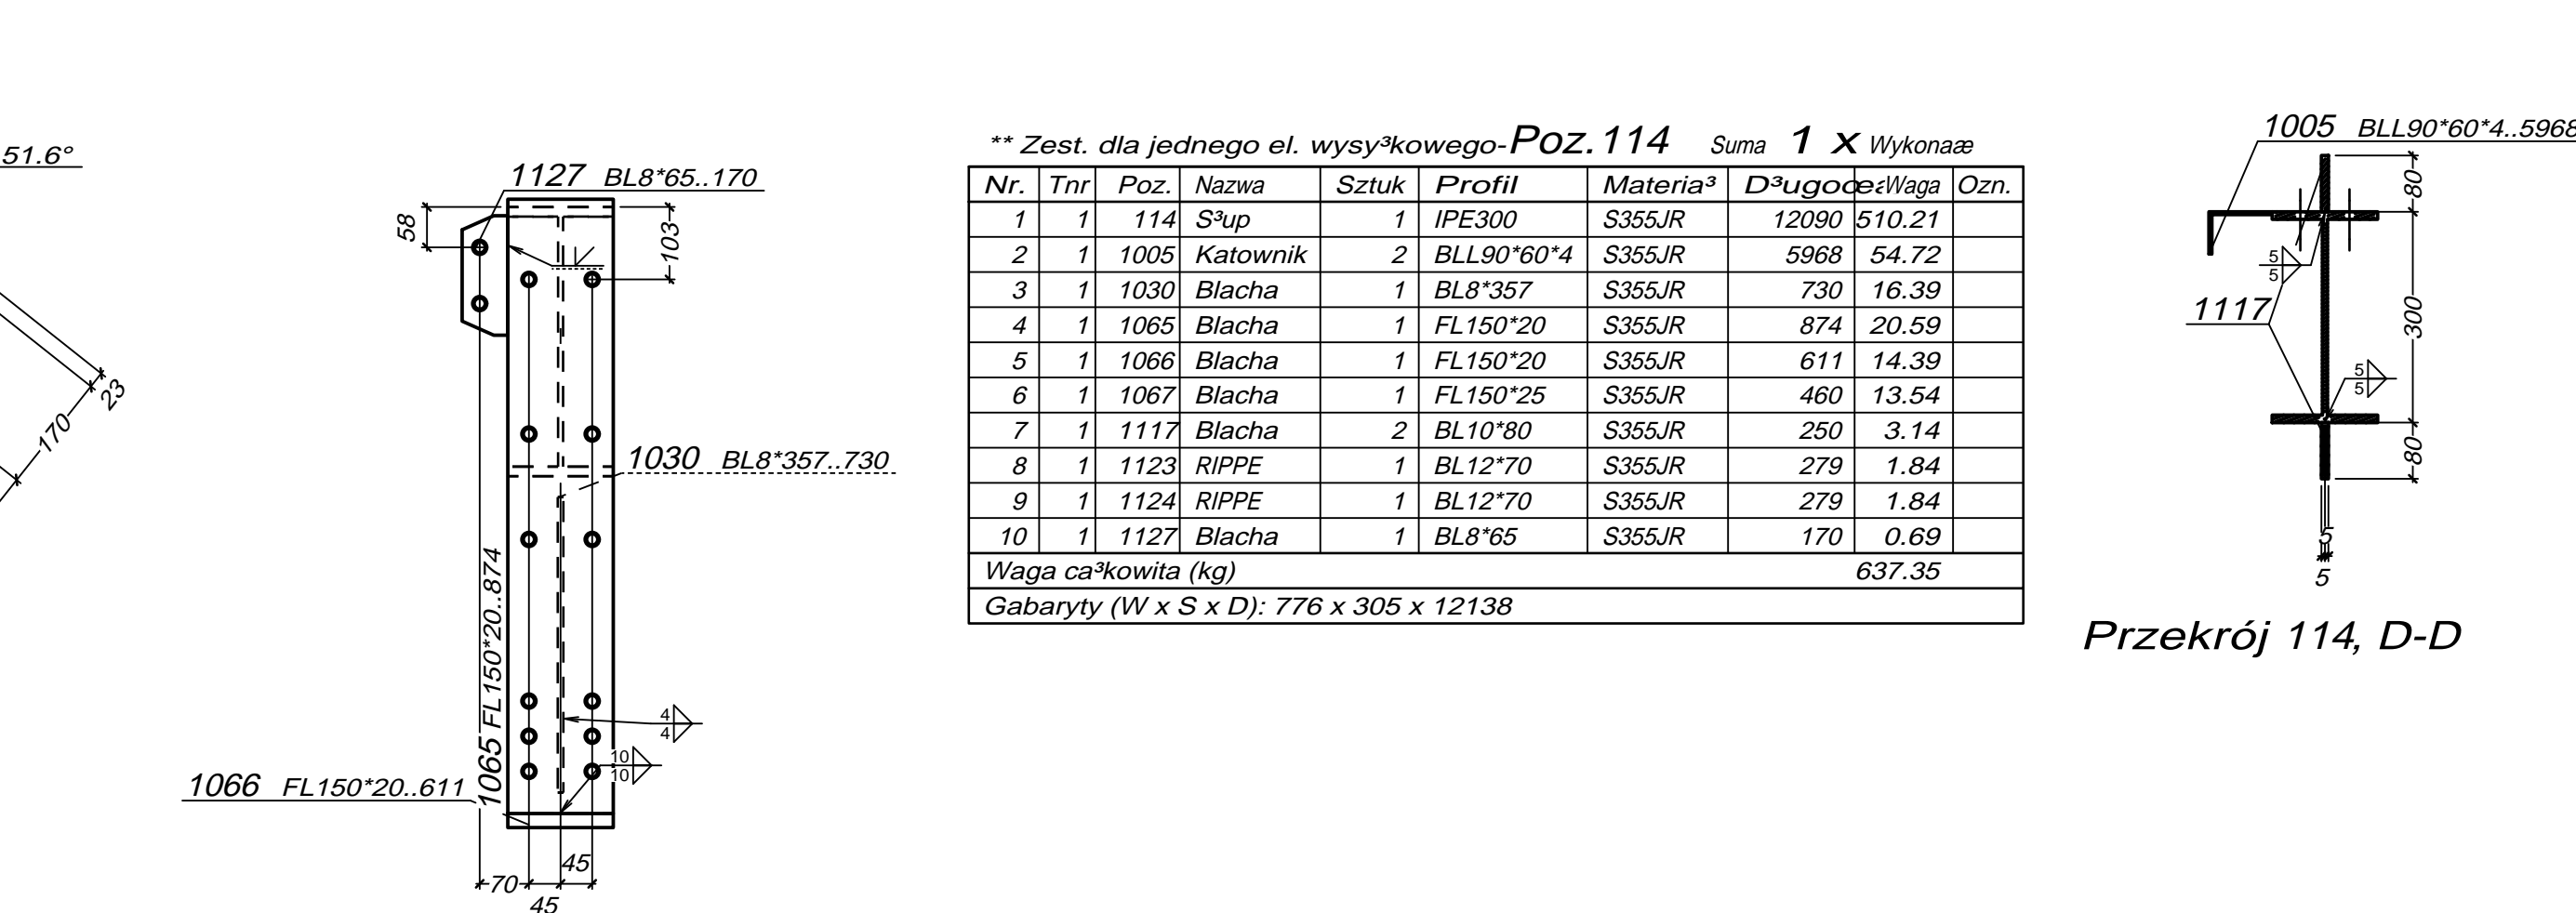 51.6°
23
170
1127 BL8*65..170
58
103
1030 BL8*357..730
1065 FL150*20..874
4
4
10
10
1066 FL150*20..611
45
70
45
** Zest. dla jednego el. wysy³kowego-Poz.114 Suma 1 x Wykonaæ
Nr. Tnr Poz. Nazwa Sztuk Profil Materia³ D³ugoœæ Waga Ozn.
1 1 114 S³up 1 IPE300 S355JR 12090 510.21
2 1 1005 Katownik 2 BLL90*60*4 S355JR 5968 54.72
3 1 1030 Blacha 1 BL8*357 S355JR 730 16.39
4 1 1065 Blacha 1 FL150*20 S355JR 874 20.59
5 1 1066 Blacha 1 FL150*20 S355JR 611 14.39
6 1 1067 Blacha 1 FL150*25 S355JR 460 13.54
7 1 1117 Blacha 2 BL10*80 S355JR 250 3.14
8 1 1123 RIPPE 1 BL12*70 S355JR 279 1.84
9 1 1124 RIPPE 1 BL12*70 S355JR 279 1.84
10 1 1127 Blacha 1 BL8*65 S355JR 170 0.69
Waga ca³kowita (kg) 637.35
Gabaryty (W x S x D): 776 x 305 x 12138
1005 BLL90*60*4..5968
80
5
5
1117
300
5
5
80
5
5
Przekrój 114, D-D